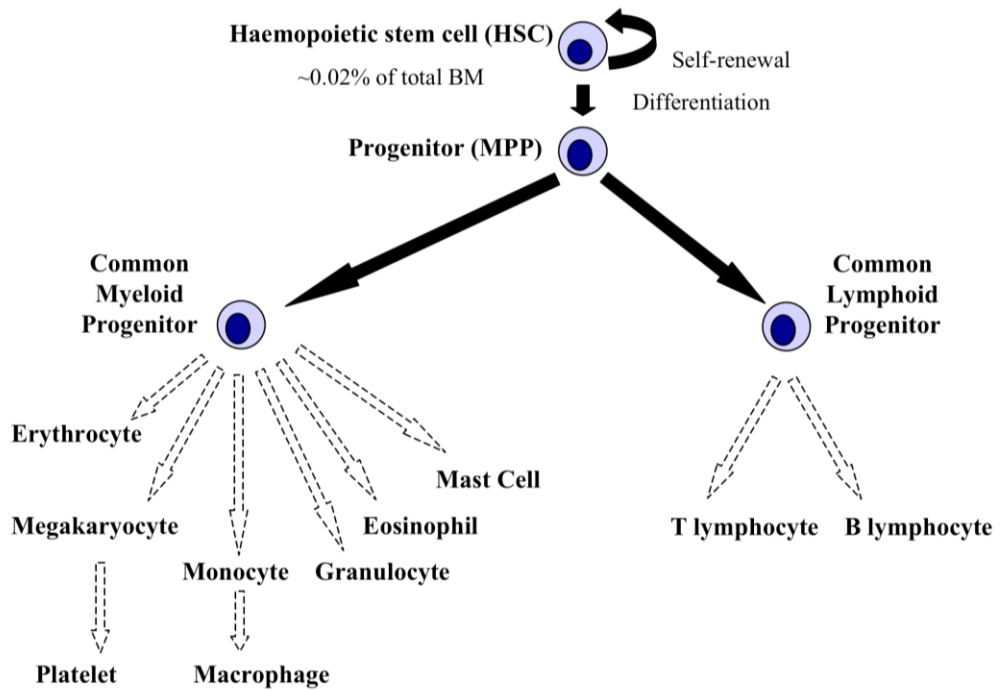 Haemopoietic stem cell (HSC)
~0.02% of total BM
Self-renewal
Differentiation
Progenitor (MPP)
Common
Myeloid
Progenitor
Common
Lymphoid
Progenitor
Erythrocyte
Mast Cell
Megakaryocyte
Eosinophil
T lymphocyte
B lymphocyte
Monocyte
Granulocyte
Platelet
Macrophage